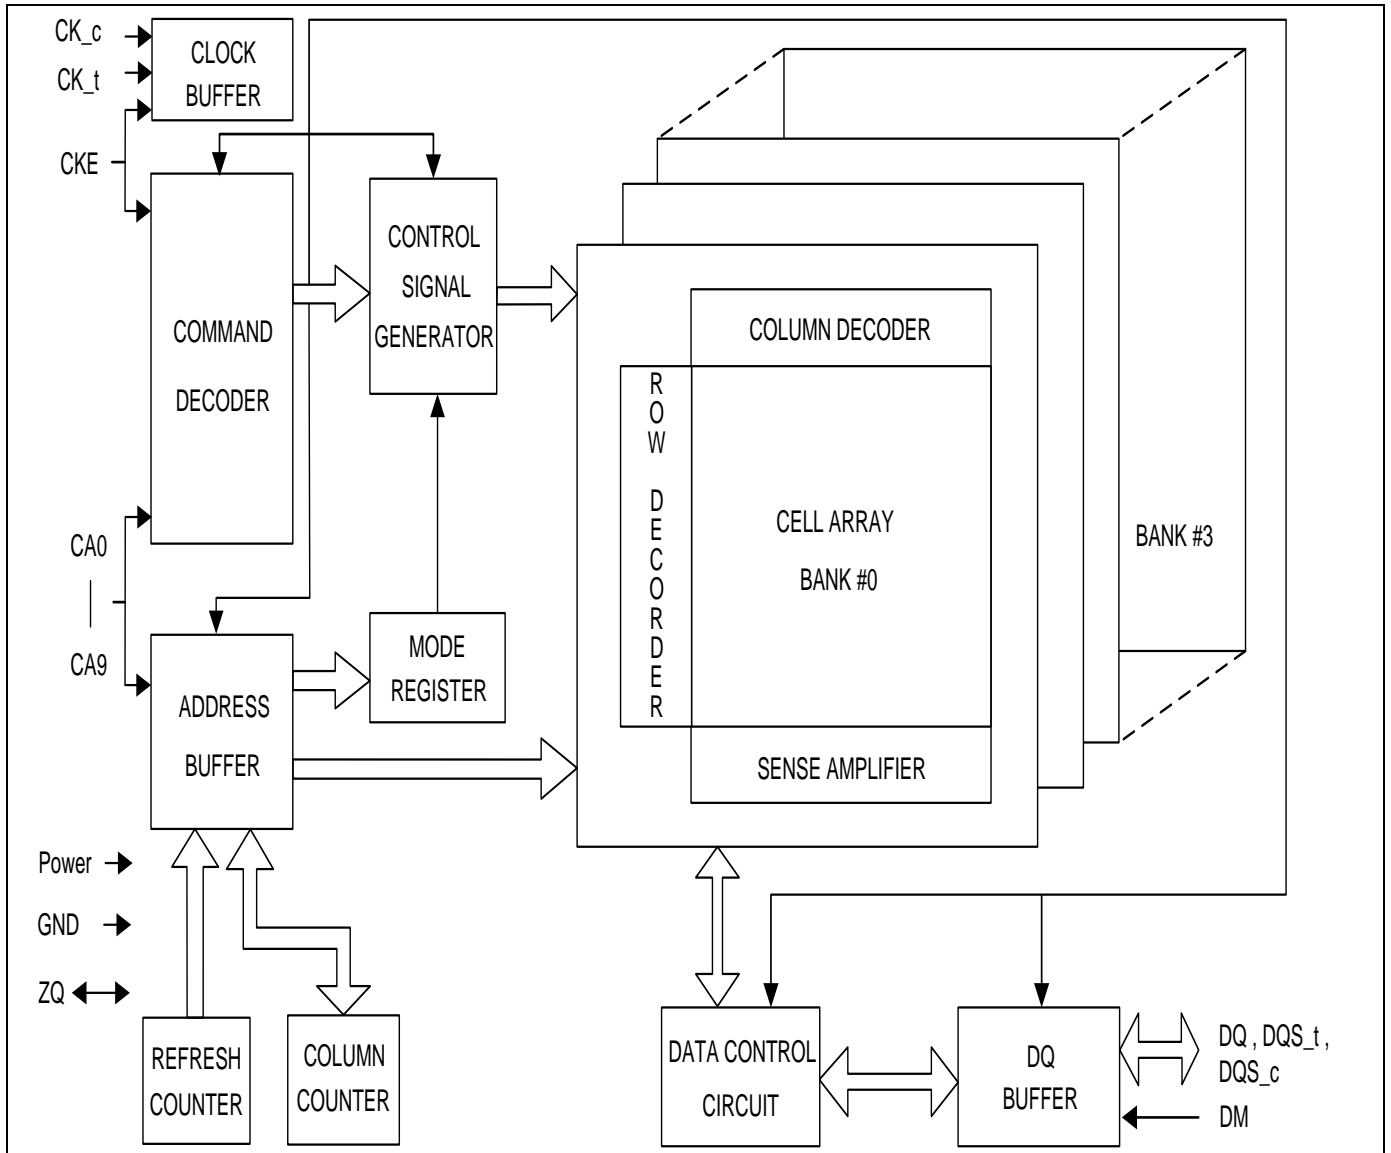 CK_c
CK_t
CKE
CLOCK
BUFFER
COMMAND
DECODER
CONTROL
SIGNAL
GENERATOR
CA0
CA9
ADDRESS
BUFFER
MODE
REGISTER
COLUMN DECODER
ROW DECORDER
CELL ARRAY
BANK #0
SENSE AMPLIFIER
BANK #3
Power
GND
ZQ
REFRESH
COUNTER
COLUMN
COUNTER
DATA CONTROL
CIRCUIT
DQ
BUFFER
DQ , DQS_t ,
DQS_c
DM